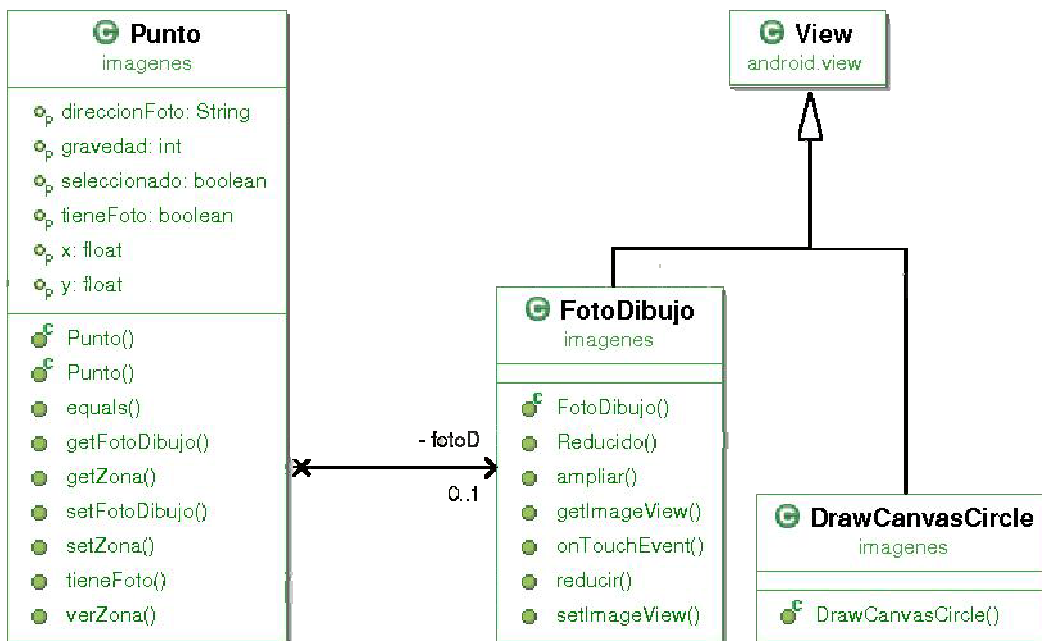 Punto
imagenes
direccionFoto: String
gravedad: int
seleccionado: boolean
tieneFoto: boolean
x: float
y: float
Punto()
Punto()
equals()
getFotoDibujo()
getZona()
setFotoDibujo()
setZona()
tieneFoto()
verZona()
- fotoD
0..1
View
android.view
FotoDibujo
imagenes
FotoDibujo()
Reducido()
ampliar()
getImageView()
onTouchEvent()
reducir()
setImageView()
DrawCanvasCircle
imagenes
DrawCanvasCircle()